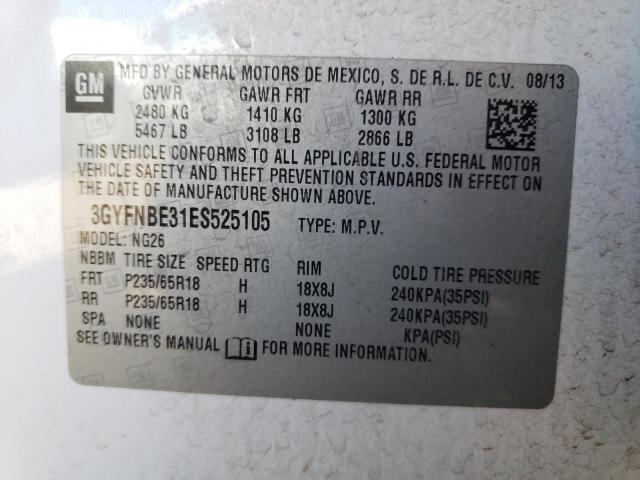 GM MFD BY GENERAL MOTORS DE MEXICO, S. DE R.L. DE C.V. 08/13
GVWR GAWR FRT GAWR RR
2480 KG 1410 KG 1300 KG
5467 LB 3108 LB 2866 LB
THIS VEHICLE CONFORMS TO ALL APPLICABLE U.S. FEDERAL MOTOR
VEHICLE SAFETY AND THEFT PREVENTION STANDARDS IN EFFECT ON
THE DATE OF MANUFACTURE SHOWN ABOVE.
3GYFNBE31ES525105 TYPE: M.P.V.
MODEL: NG26
NBBM TIRE SIZE SPEED RTG RIM COLD TIRE PRESSURE
FRT P235/65R18 H 18X8J 240KPA(35PSI)
RR P235/65R18 H 18X8J 240KPA(35PSI)
SPA NONE NONE KPA(PSI)
SEE OWNER'S MANUAL FOR MORE INFORMATION.